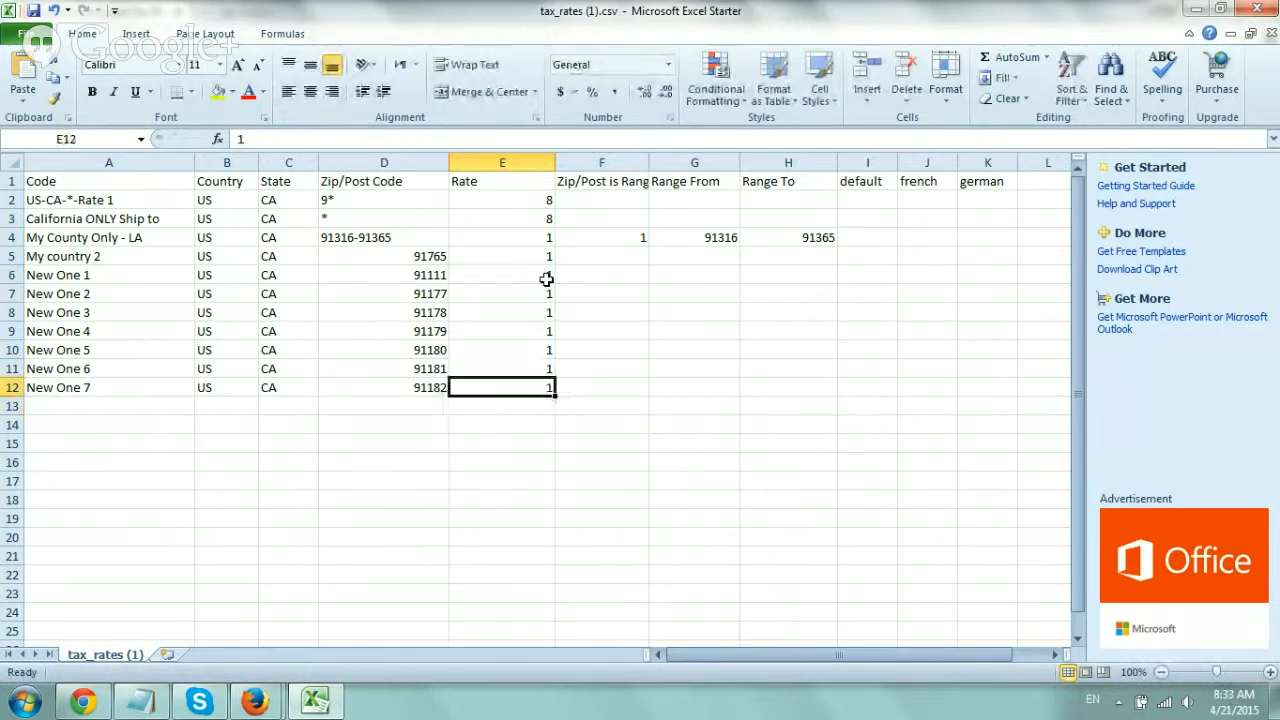 tax_rates (1).csv - Microsoft Excel Starter
File Home Insert Page Layout Formulas
Google+
Paste
Clipboard
Calibri 11
B I U
Font
Wrap Text
Merge & Center
Alignment
General
$ % ,
Number
Conditional Formatting
Format as Table
Cell Styles
Styles
Insert
Delete
Format
Cells
AutoSum
Fill
Clear
Sort & Filter
Find & Select
Editing
Spelling
Proofing
Purchase
Upgrade
E12 fx 1
A B C D E F G H I J K L
1 Code Country State Zip/Post Code Rate Zip/Post is Rang Range From Range To default french german
2 US-CA-*-Rate 1 US CA 9* 8
3 California ONLY Ship to US CA * 8
4 My County Only - LA US CA 91316-91365 1 1 91316 91365
5 My country 2 US CA 91765 1
6 New One 1 US CA 91111
7 New One 2 US CA 91177 1
8 New One 3 US CA 91178 1
9 New One 4 US CA 91179 1
10 New One 5 US CA 91180 1
11 New One 6 US CA 91181 1
12 New One 7 US CA 91182 1
13
14
15
16
17
18
19
20
21
22
23
24
25
Get Started
Getting Started Guide
Help and Support
Do More
Get Free Templates
Download Clip Art
Get More
Get Microsoft PowerPoint or Microsoft
Outlook
Advertisement
Office
Microsoft
tax_rates (1)
Ready 100%
EN 8:33 AM
4/21/2015